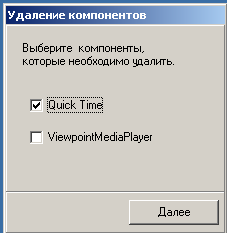 Удаление компонентов
Выберите компоненты,
которые необходимо удалить.
Quick Time
ViewpointMediaPlayer
Далее